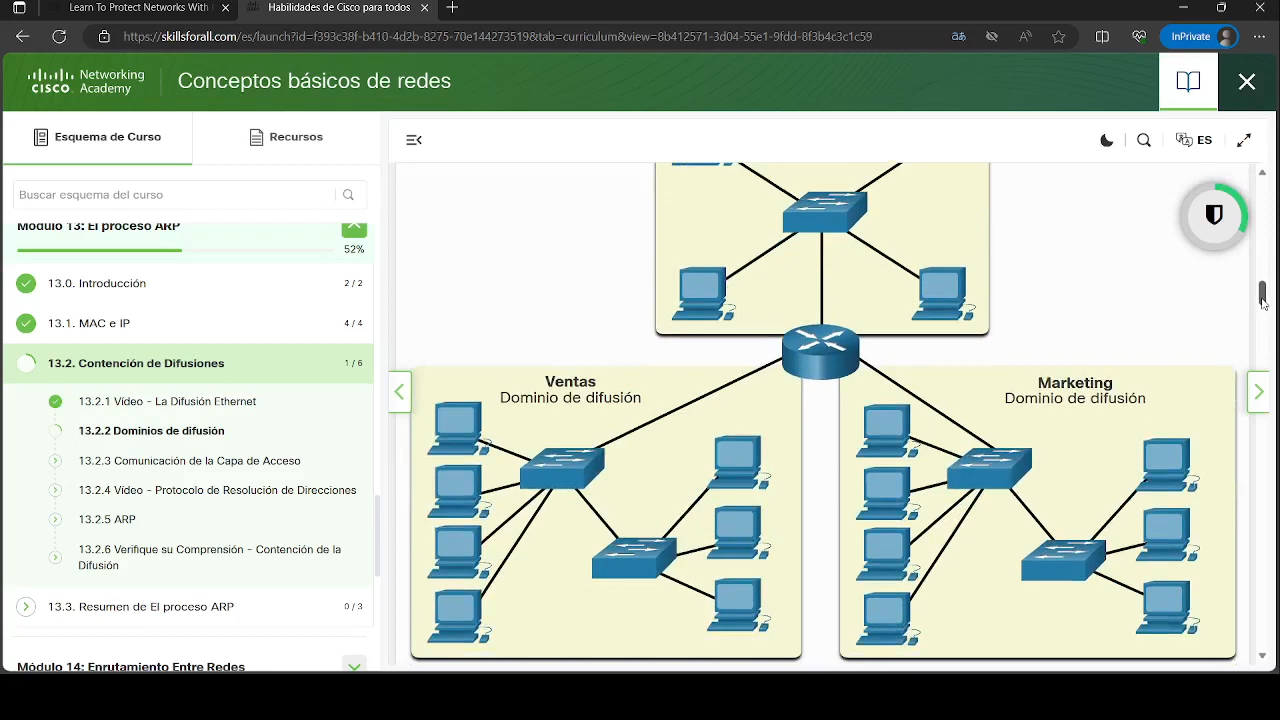 Learn To Protect Networks With
Habilidades de Cisco para todos
https://skillsforall.com/es/launch?id=f393c38f-b410-4d2b-8275-70e144273519&tab=curriculum&view=8b412571-3d04-55e1-9fdd-8f3b4c3c1c59
InPrivate
Networking
CISCO Academy
Conceptos básicos de redes
Esquema de Curso
Recursos
ES
Buscar esquema del curso
Módulo 13: El proceso ARP
52%
13.0. Introducción
2 / 2
13.1. MAC e IP
4 / 4
13.2. Contención de Difusiones
1 / 6
13.2.1 Vídeo - La Difusión Ethernet
13.2.2 Dominios de difusión
13.2.3 Comunicación de la Capa de Acceso
13.2.4 Vídeo - Protocolo de Resolución de Direcciones
13.2.5 ARP
13.2.6 Verifique su Comprensión - Contención de la
Difusión
13.3. Resumen de El proceso ARP
0 / 3
Módulo 14: Enrutamiento Entre Redes
Ventas
Dominio de difusión
Marketing
Dominio de difusión